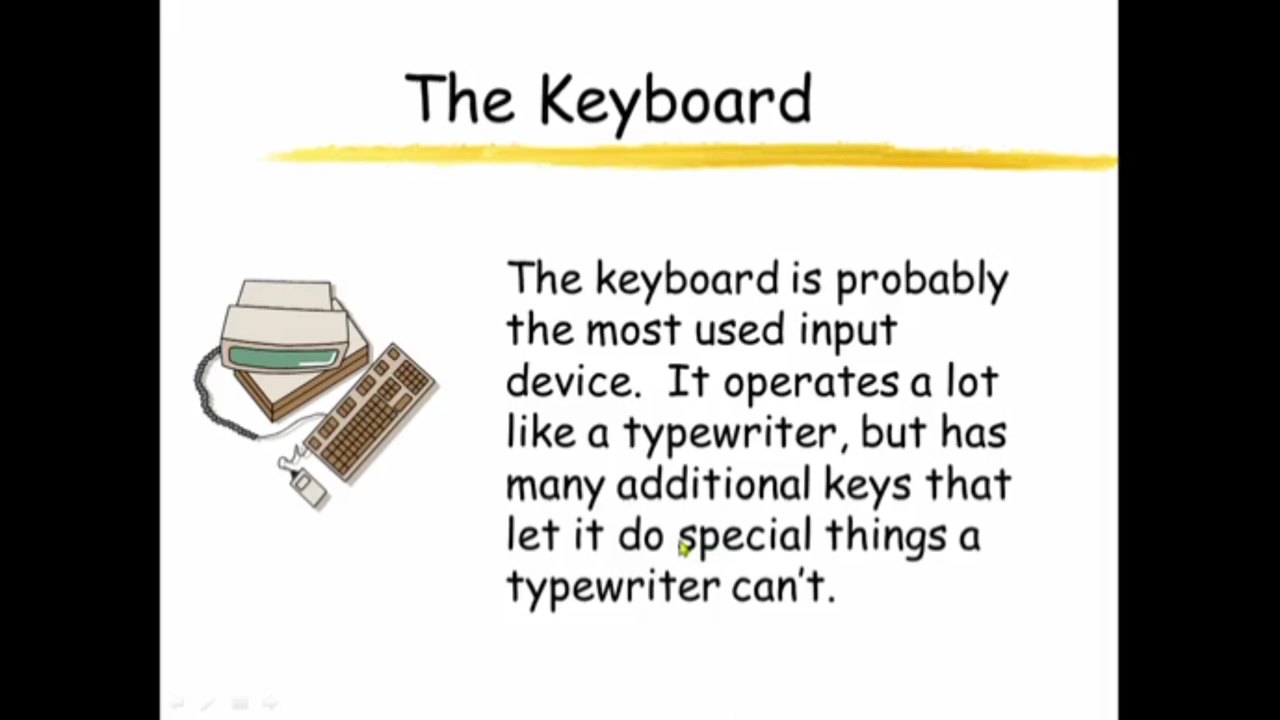 The Keyboard
The keyboard is probably
the most used input
device.  It operates a lot
like a typewriter, but has
many additional keys that
let it do special things a
typewriter can't.